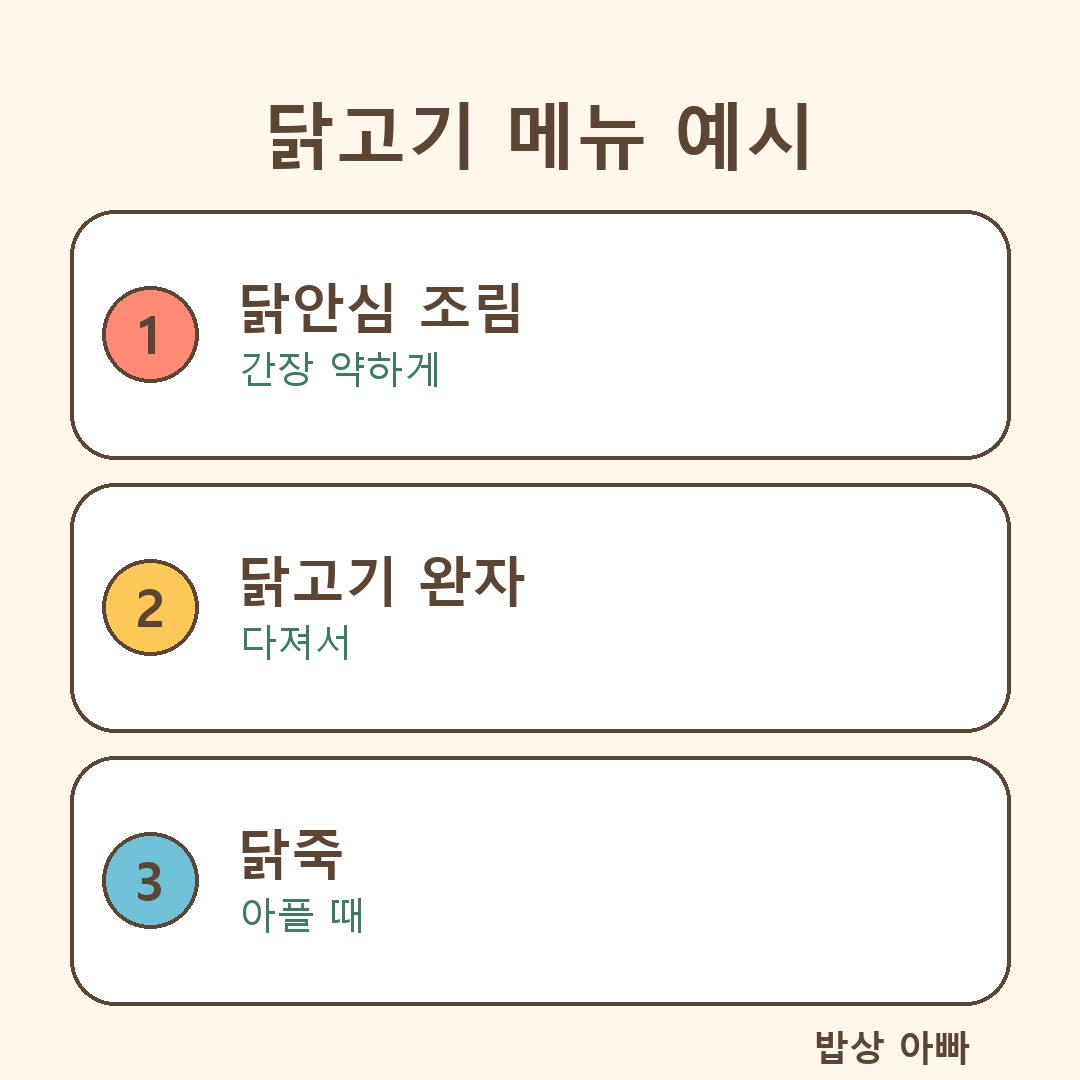 닭고기 메뉴 예시
1
닭안심 조림
간장 약하게
2
닭고기 완자
다져서
3
닭죽
아플 때
밥상 아빠